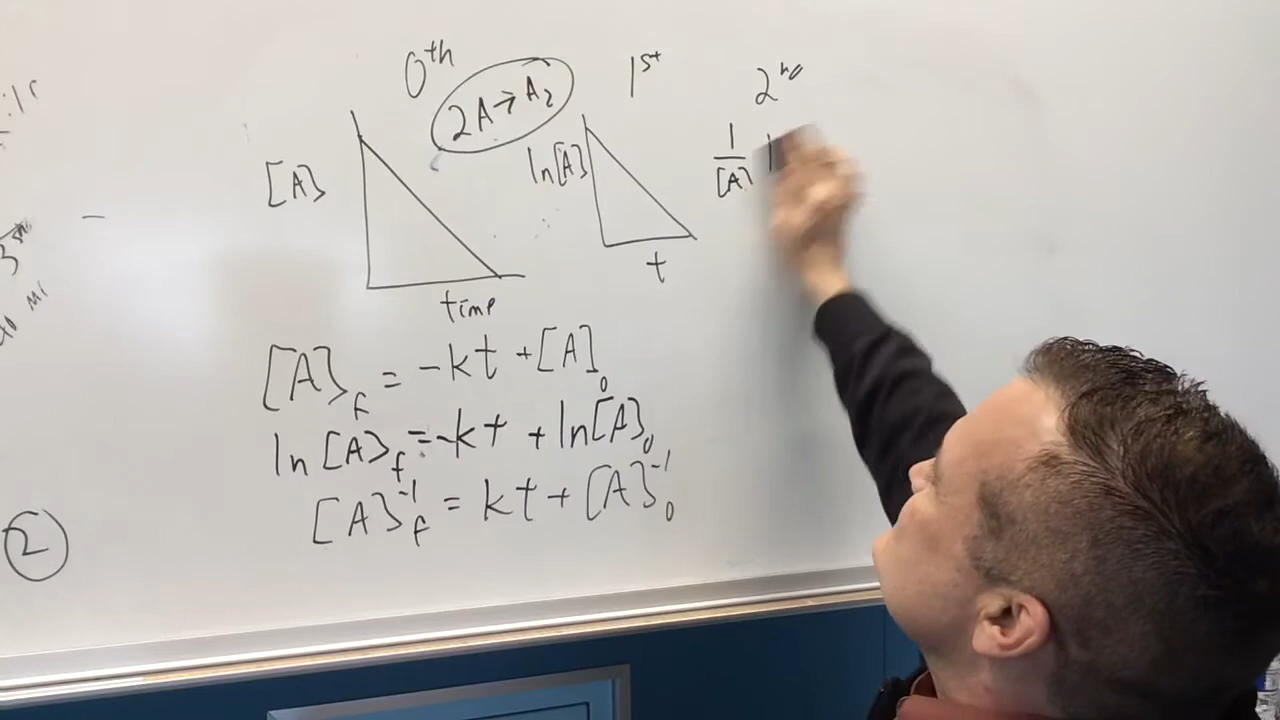 0th
1st
2nd
2A→A₂
[A]
ln[A]
1/[A]
time
t
[A]f = -kt + [A]₀
ln[A]f = -kt + ln[A]₀
[A]f⁻¹ = kt + [A]₀⁻¹
2